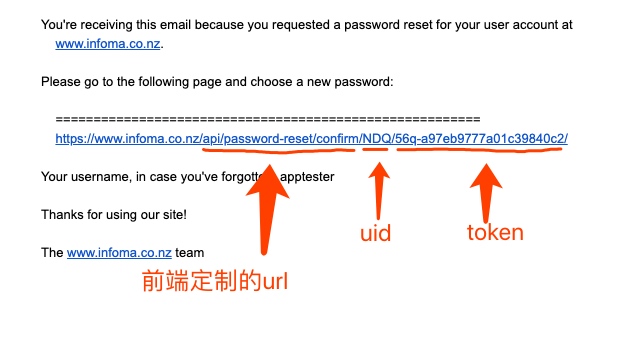 You're receiving this email because you requested a password reset for your user account at
www.infoma.co.nz.
Please go to the following page and choose a new password:
========================================================
https://www.infoma.co.nz/api/password-reset/confirm/NDQ/56q-a97eb9777a01c39840c2/
Your username, in case you've forgotten: apptester
Thanks for using our site!
The www.infoma.co.nz team
uid
token
前端定制的url